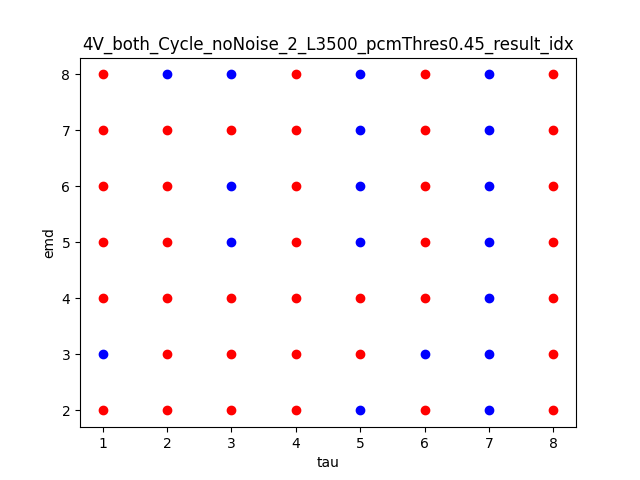 4V_both_Cycle_noNoise_2_L3500_pcmThres0.45_result_idx
8
7
6
5
4
3
2
emd
1 2 3 4 5 6 7 8
tau